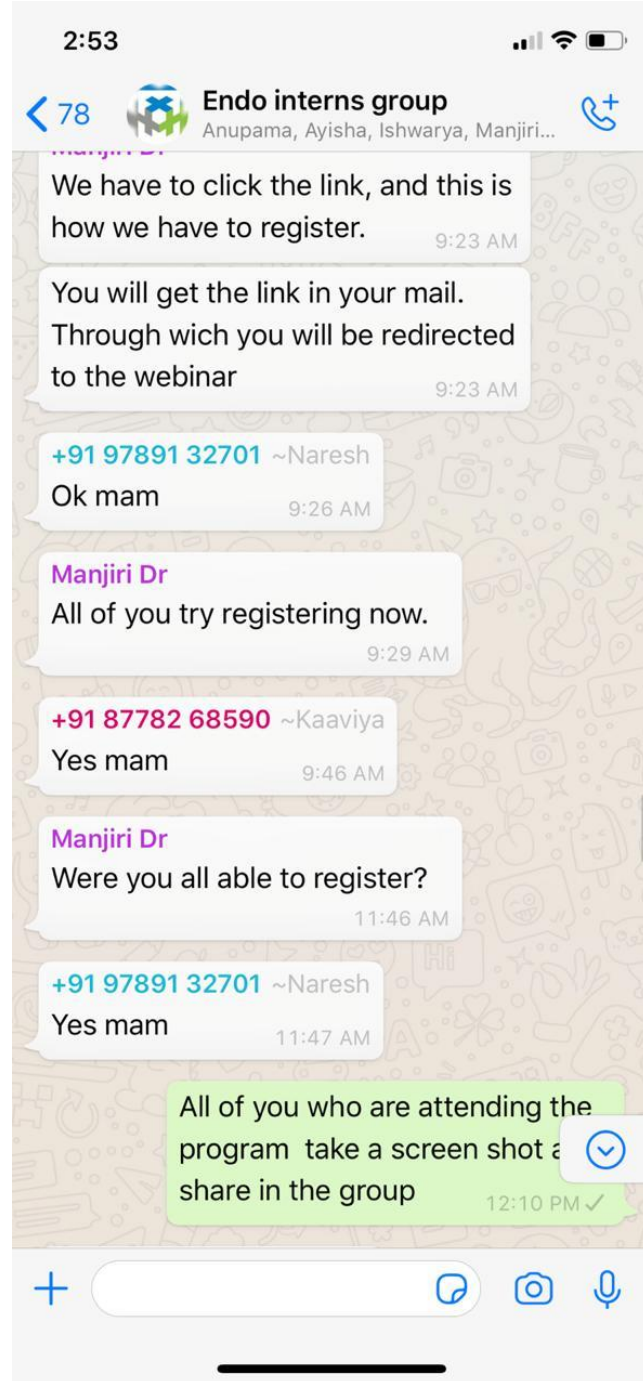 2:53
78
Endo interns group
Anupama, Ayisha, Ishwarya, Manjiri...
Manjiri Dr
We have to click the link, and this is
how we have to register.
9:23 AM
You will get the link in your mail.
Through wich you will be redirected
to the webinar
9:23 AM
+91 97891 32701 ~Naresh
Ok mam
9:26 AM
Manjiri Dr
All of you try registering now.
9:29 AM
+91 87782 68590 ~Kaaviya
Yes mam
9:46 AM
Manjiri Dr
Were you all able to register?
11:46 AM
+91 97891 32701 ~Naresh
Yes mam
11:47 AM
All of you who are attending the
program take a screen shot
share in the group
12:10 PM